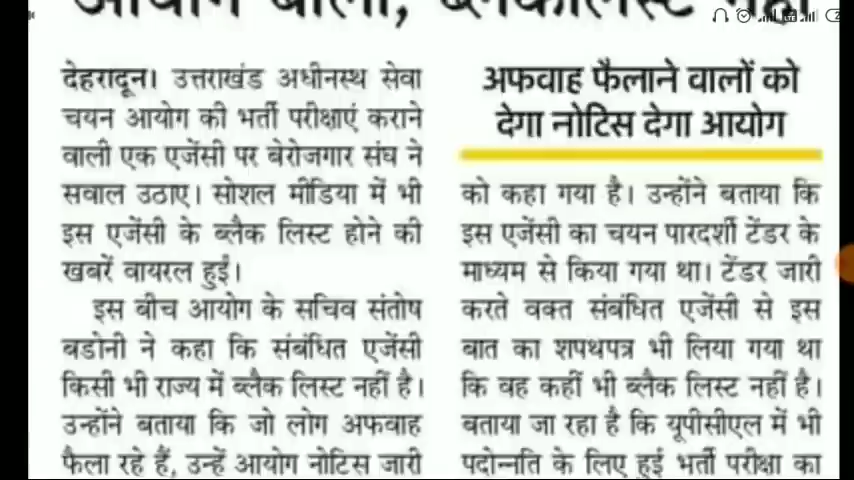 आयोग बोला, ब्लैकलिस्ट नहीं
देहरादून। उत्तराखंड अधीनस्थ सेवा
चयन आयोग की भर्ती परीक्षाएं कराने
वाली एक एजेंसी पर बेरोजगार संघ ने
सवाल उठाए। सोशल मीडिया में भी
इस एजेंसी के ब्लैक लिस्ट होने की
खबरें वायरल हुईं।
इस बीच आयोग के सचिव संतोष
बडोनी ने कहा कि संबंधित एजेंसी
किसी भी राज्य में ब्लैक लिस्ट नहीं है।
उन्होंने बताया कि जो लोग अफवाह
फैला रहे हैं, उन्हें आयोग नोटिस जारी
अफवाह फैलाने वालों को
देगा नोटिस देगा आयोग
को कहा गया है। उन्होंने बताया कि
इस एजेंसी का चयन पारदर्शी टेंडर के
माध्यम से किया गया था। टेंडर जारी
करते वक्त संबंधित एजेंसी से इस
बात का शपथपत्र भी लिया गया था
कि वह कहीं भी ब्लैक लिस्ट नहीं है।
बताया जा रहा है कि यूपीसीएल में भी
पदोन्नति के लिए हुई भर्ती परीक्षा का